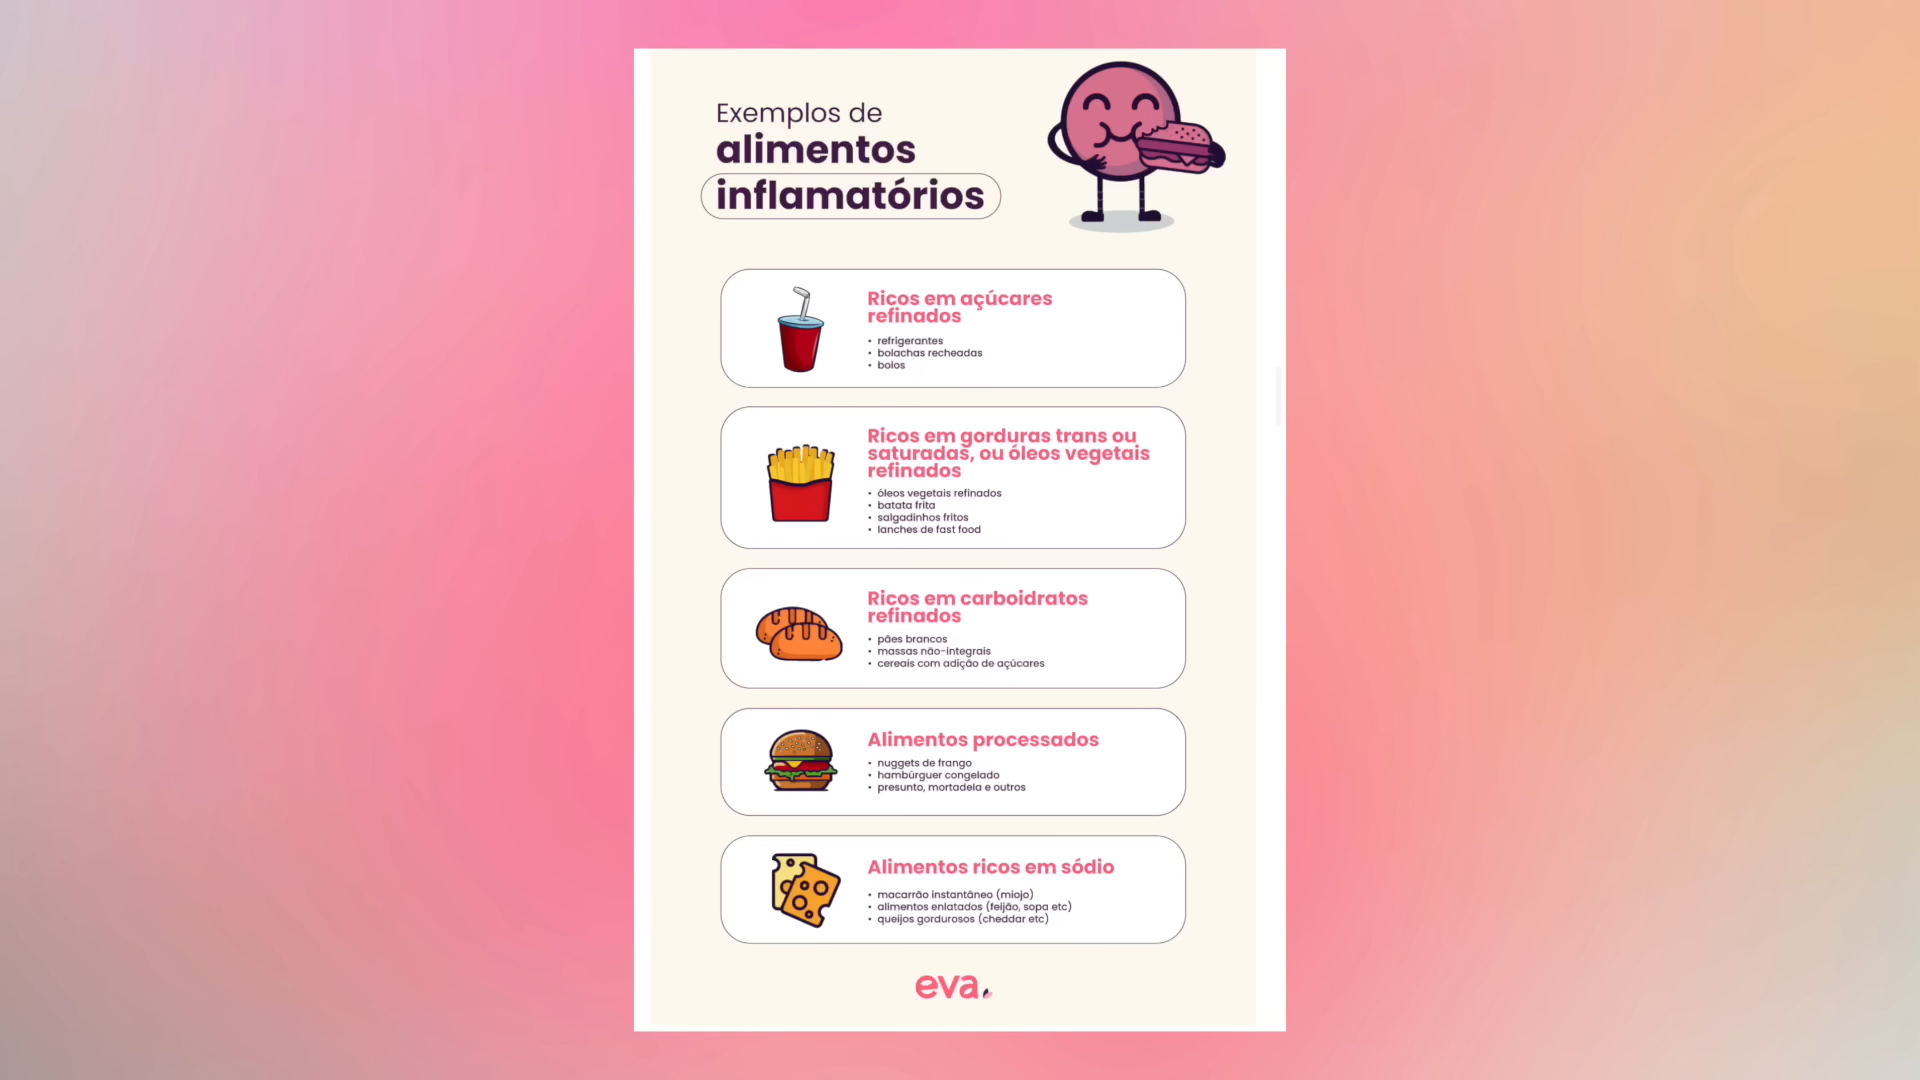 Exemplos de
alimentos
inflamatórios
Ricos em açúcares
refinados
• refrigerantes
• bolachas recheadas
• bolos
Ricos em gorduras trans ou
saturadas, ou óleos vegetais
refinados
• óleos vegetais refinados
• batata frita
• salgadinhos fritos
• lanches de fast food
Ricos em carboidratos
refinados
• pães brancos
• massas não-integrais
• cereais com adição de açúcares
Alimentos processados
• nuggets de frango
• hambúrguer congelado
• presunto, mortadela e outros
Alimentos ricos em sódio
• macarrão instantâneo (miojo)
• alimentos enlatados (feijão, sopa etc)
• queijos gordurosos (cheddar etc)
eva